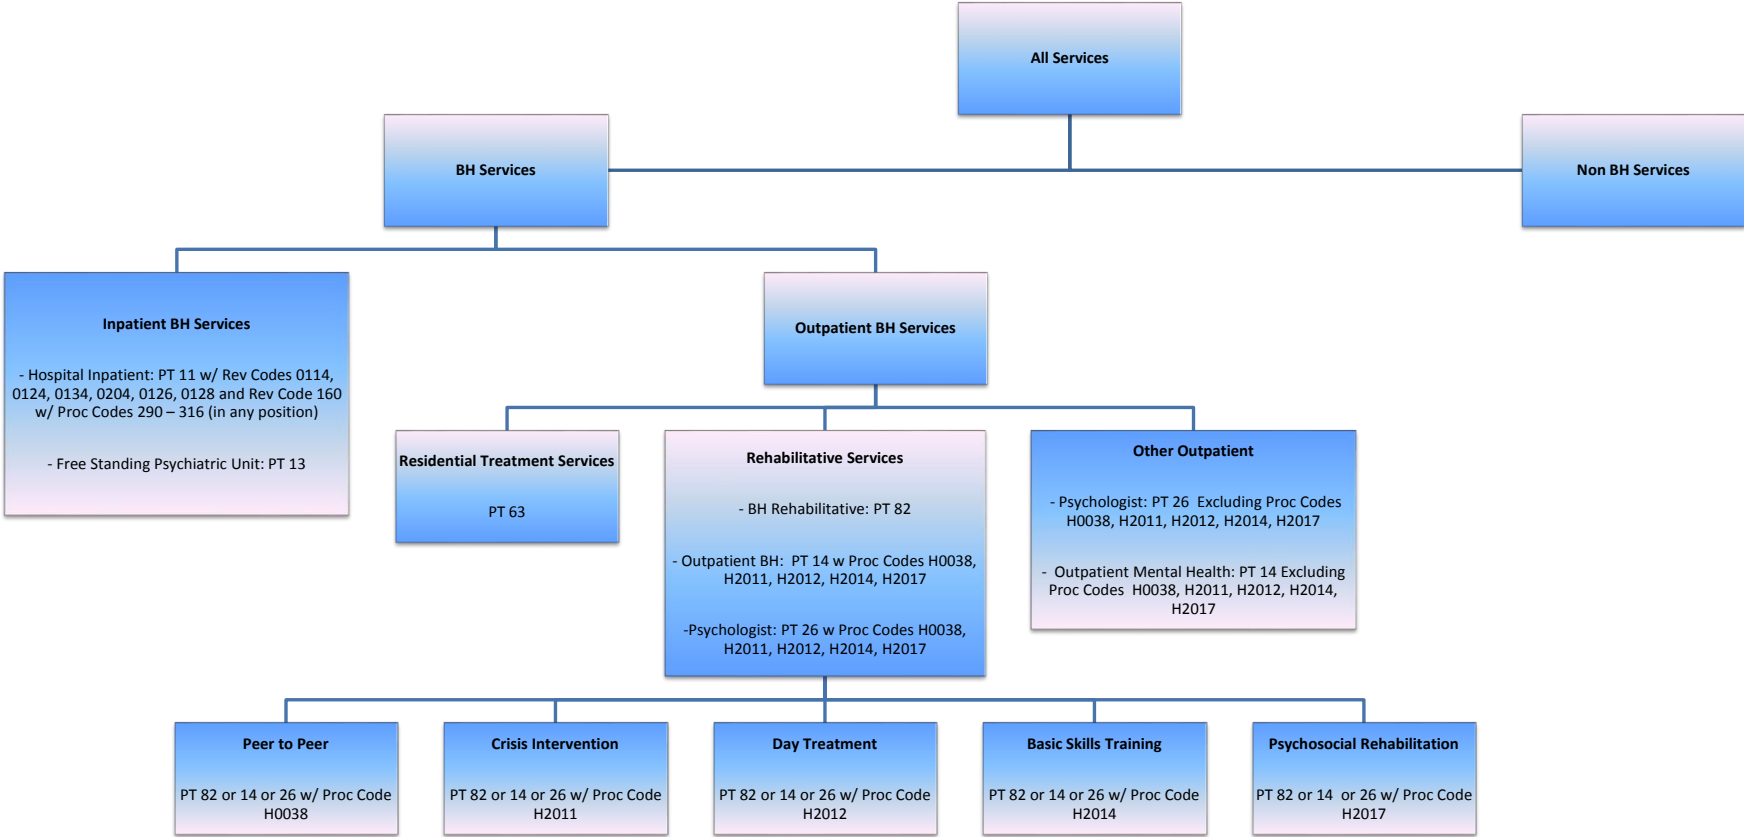 All Services
BH Services
Non BH Services
Inpatient BH Services
- Hospital Inpatient: PT 11 w/ Rev Codes 0114,
0124, 0134, 0204, 0126, 0128 and Rev Code 160
w/ Proc Codes 290 – 316 (in any position)
- Free Standing Psychiatric Unit: PT 13
Outpatient BH Services
Residential Treatment Services
PT 63
Rehabilitative Services
- BH Rehabilitative: PT 82
- Outpatient BH:  PT 14 w Proc Codes H0038,
H2011, H2012, H2014, H2017
-Psychologist: PT 26 w Proc Codes H0038,
H2011, H2012, H2014, H2017
Other Outpatient
- Psychologist: PT 26  Excluding Proc Codes
H0038, H2011, H2012, H2014, H2017
-  Outpatient Mental Health: PT 14 Excluding
Proc Codes  H0038, H2011, H2012, H2014,
H2017
Peer to Peer
PT 82 or 14 or 26 w/ Proc Code
H0038
Crisis Intervention
PT 82 or 14 or 26 w/ Proc Code
H2011
Day Treatment
PT 82 or 14 or 26 w/ Proc Code
H2012
Basic Skills Training
PT 82 or 14 or 26 w/ Proc Code
H2014
Psychosocial Rehabilitation
PT 82 or 14  or 26 w/ Proc Code
H2017